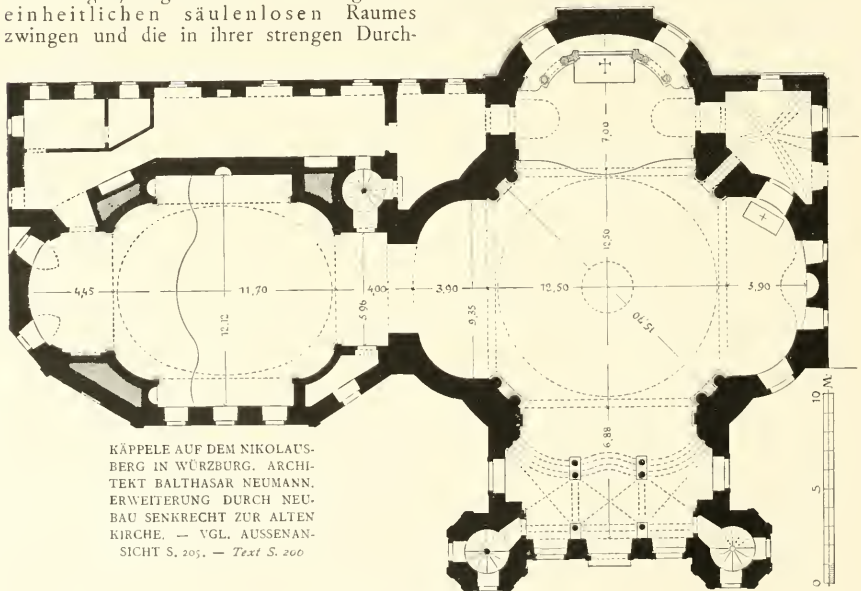 einheitlichen säulenlosen Raumes
zwingen und die in ihrer strengen Durch-
7,00
12,50
4,45
11,70
4,00
3,90
12,50
3,90
12,12
5,96
9,35
15,70
6,88
10 M.
5
0
KÄPPELE AUF DEM NIKOLAUS-
BERG IN WÜRZBURG. ARCHI-
TEKT BALTHASAR NEUMANN.
ERWEITERUNG DURCH NEU-
BAU SENKRECHT ZUR ALTEN
KIRCHE. — VGL. AUSSENAN-
SICHT S. 205. — Text S. 200